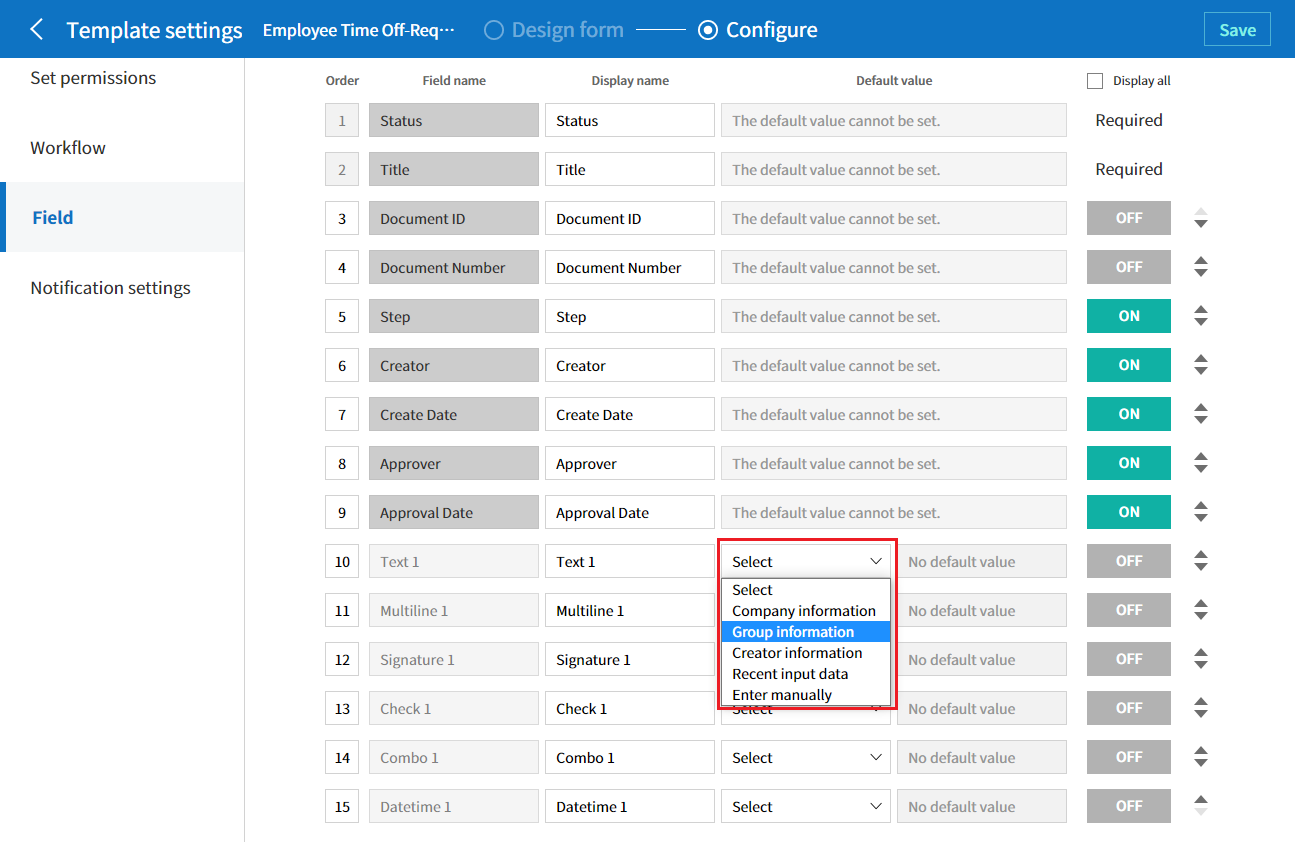 Template settings Employee Time Off-Req··· Design form Configure Save
Set permissions
Workflow
Field
Notification settings
Order Field name Display name Default value Display all
1 Status Status The default value cannot be set. Required
2 Title Title The default value cannot be set. Required
3 Document ID Document ID The default value cannot be set. OFF
4 Document Number Document Number The default value cannot be set. OFF
5 Step Step The default value cannot be set. ON
6 Creator Creator The default value cannot be set. ON
7 Create Date Create Date The default value cannot be set. ON
8 Approver Approver The default value cannot be set. ON
9 Approval Date Approval Date The default value cannot be set. ON
10 Text 1 Text 1 Select No default value OFF
Select
Company information
Group information
Creator information
Recent input data
Enter manually
11 Multiline 1 Multiline 1 No default value OFF
12 Signature 1 Signature 1 No default value OFF
13 Check 1 Check 1 Select No default value OFF
14 Combo 1 Combo 1 Select No default value OFF
15 Datetime 1 Datetime 1 Select No default value OFF